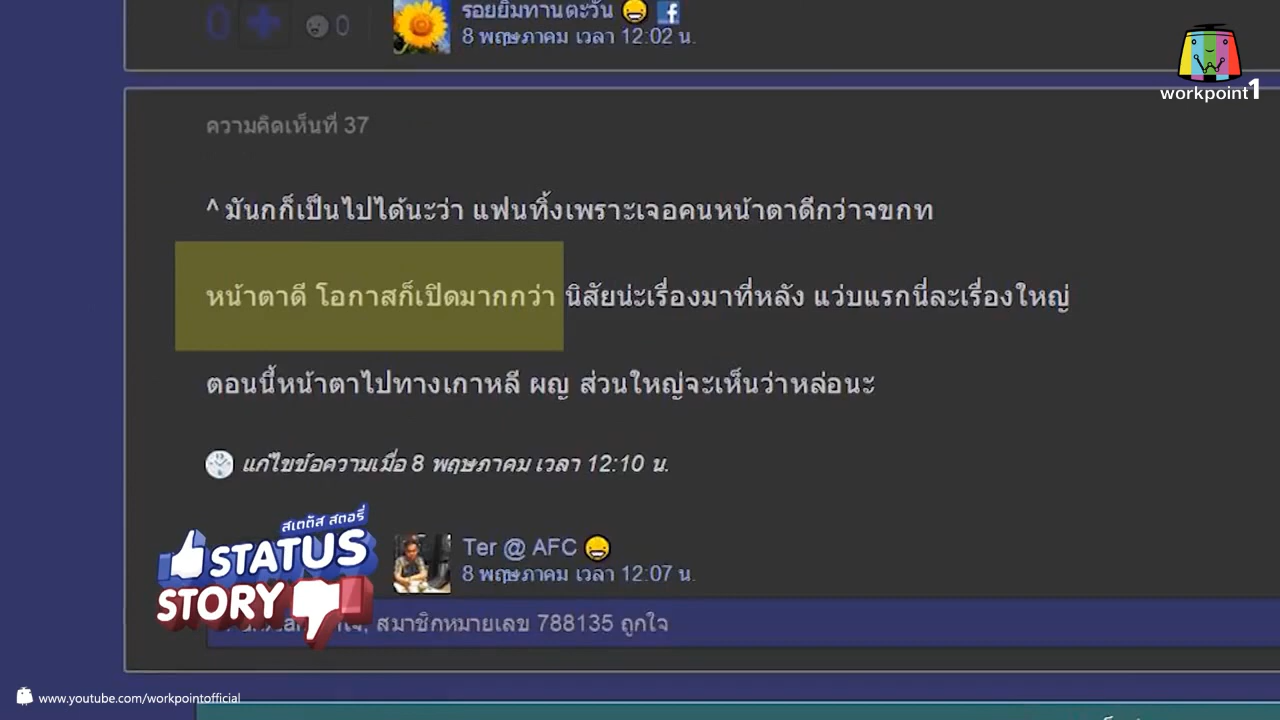 0
0
รอยยิ้มทานตะวัน
8 พฤษภาคม เวลา 12:02 น.
workpoint1
ความคิดเห็นที่ 37
^ มันกก็เป็นไปได้นะว่า แฟนทิ้งเพราะเจอคนหน้าตาดีกว่าจขกท
หน้าตาดี โอกาสก็เปิดมากกว่า นิสัยน่ะเรื่องมาที่หลัง แว่บแรกนี่ละเรื่องใหญ่
ตอนนี้หน้าตาไปทางเกาหลี ผญ ส่วนใหญ่จะเห็นว่าหล่อนะ
แก้ไขข้อความเมื่อ 8 พฤษภาคม เวลา 12:10 น.
สเตตัส สตอรี่
STATUS
STORY
Ter @ AFC
8 พฤษภาคม เวลา 12:07 น.
สมาชิกหมายเลข 788135 ถูกใจ
www.youtube.com/workpointofficial